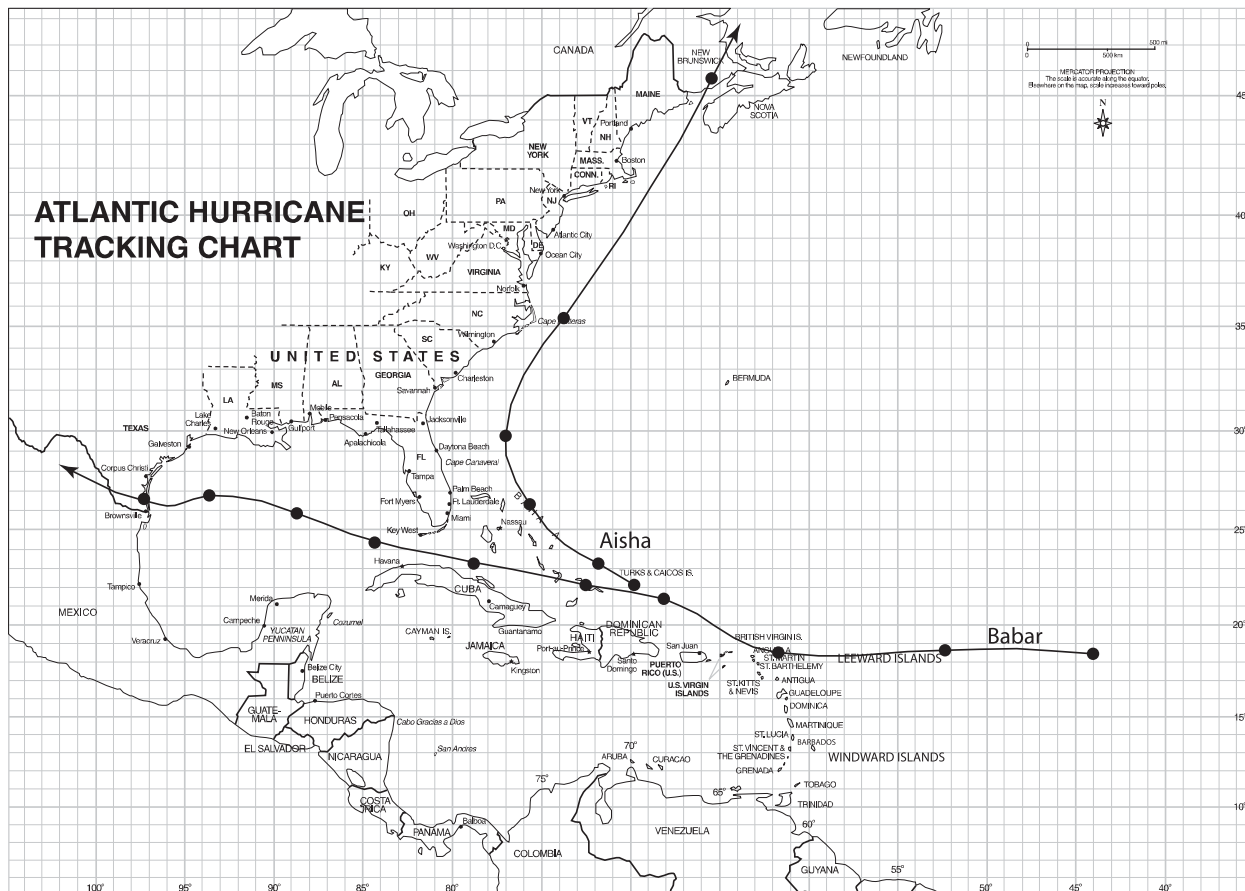 CANADA
NEW
BRUNSWICK
NEWFOUNDLAND
0
500 mi
0
500 km
MERCATOR PROJECTION
The scale is accurate along the equator.
Elsewhere on the map, scale increases toward poles.
N
45
MAINE
NOVA
SCOTIA
VT
Portland
NH
NEW
YORK
MASS.
Boston
CONN.
RI
New York
PA
NJ
OH
ATLANTIC HURRICANE
TRACKING CHART
40
MD
Atlantic City
Washington D.C.
DE
Ocean City
WV
KY
VIRGINIA
Norfolk
NC
35
SC
Wilmington
UNITED STATES
GEORGIA
Charleston
MS
AL
Savannah
BERMUDA
LA
Lake
Charles
Baton
Rouge
Mobile
Pensacola
Jacksonville
TEXAS
New Orleans
Gulfport
Tallahassee
30
Galveston
Apalachicola
Daytona Beach
FL
Cape Canaveral
Corpus Christi
Tampa
Palm Beach
Fort Myers
Ft. Lauderdale
Brownsville
Miami
Nassau
Key West
25
Aisha
Havana
TURKS & CAICOS IS.
Tampico
CUBA
MEXICO
Merida
Camaguey
Campeche
YUCATAN
PENINSULA
Cozumel
CAYMAN IS.
Guantanamo
DOMINICAN
REPUBLIC
HAITI
20
Veracruz
JAMAICA
Port-au-Prince
San Juan
BRITISH VIRGIN IS.
Babar
ANGUILLA
ST. MARTIN
LEEWARD ISLANDS
Kingston
Santo
Domingo
PUERTO
RICO (U.S.)
ST. BARTHELEMY
Belize City
BELIZE
U.S. VIRGIN
ISLANDS
ST. KITTS
& NEVIS
ANTIGUA
GUADELOUPE
Puerto Cortes
DOMINICA
GUATE-
MALA
HONDURAS
Cabo Gracias a Dios
MARTINIQUE
15
ST. LUCIA
EL SALVADOR
BARBADOS
NICARAGUA
San Andres
70°
ST. VINCENT &
THE GRENADINES
WINDWARD ISLANDS
ARUBA
CURACAO
GRENADA
75°
65°
TOBAGO
COSTA
RICA
TRINIDAD
10
PANAMA
Balboa
60°
VENEZUELA
COLOMBIA
GUYANA
55°
100°
95°
90°
85°
80°
50°
45°
40°